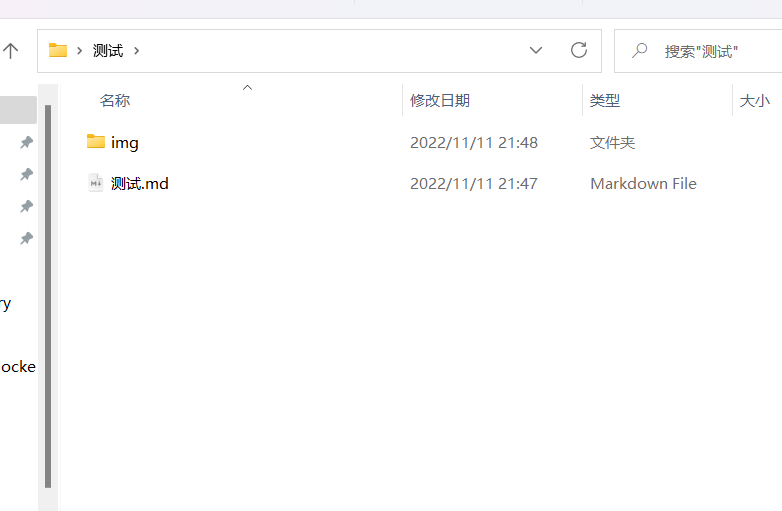 测试
搜索"测试"
名称 修改日期 类型 大小
img 2022/11/11 21:48 文件夹
测试.md 2022/11/11 21:47 Markdown File
ry
ocke